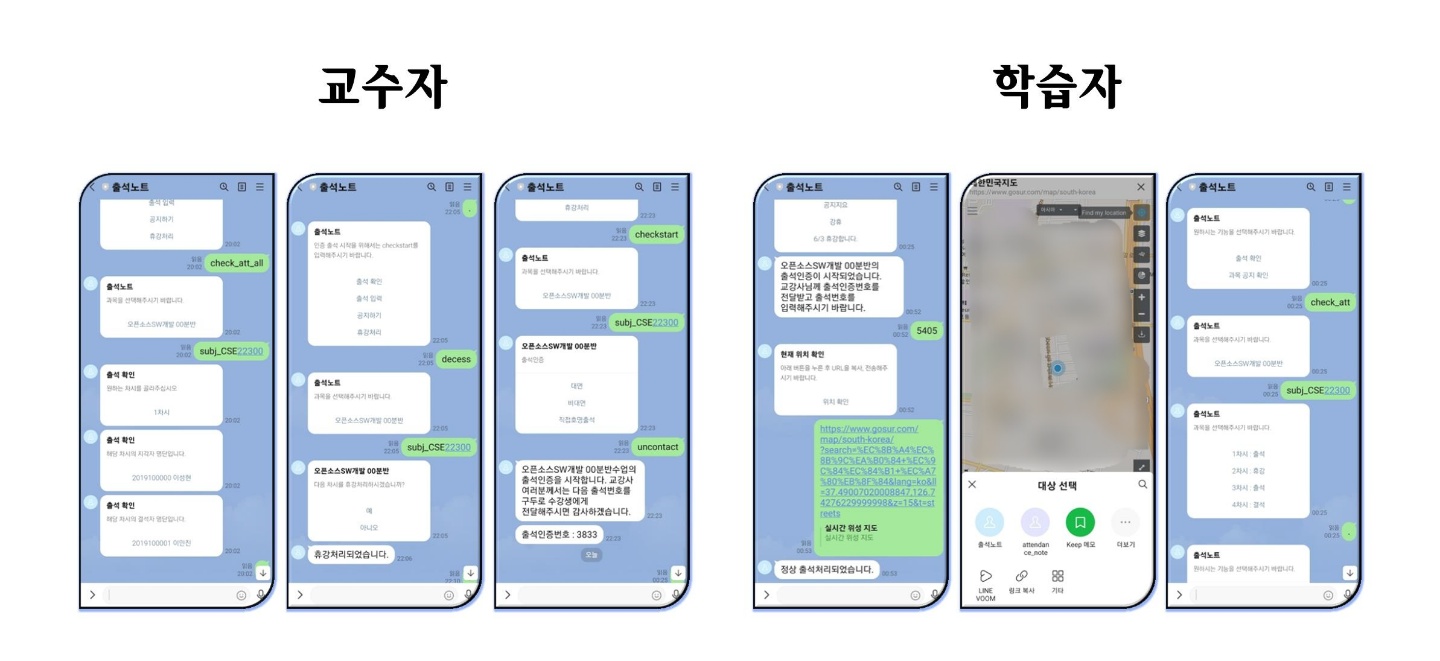 교수자
학습자
출석노트
출석 입력
공지하기
휴강처리
20:02
읽음
20:02
check_att_all
출석노트
과목을 선택해주시기 바랍니다.
오픈소스SW개발 00분반
20:02
읽음
20:02
subj_CSE22300
출석 확인
원하는 차시를 골라주십시오
1차시
20:02
출석 확인
해당 차시의 지각자 명단입니다.
2019100000 이상현
20:02
출석 확인
해당 차시의 결석자 명단입니다.
2019100001 이민진
20:02
읽음
20:02
출석노트
읽음
22:05
.
출석노트
인증 출석 시작을 위해서는 checkstart를
입력해주시기 바랍니다.
출석 확인
출석 입력
공지하기
휴강처리
22:05
읽음
22:05
decess
출석노트
과목을 선택해주시기 바랍니다.
오픈소스SW개발 00분반
22:05
읽음
22:05
subj_CSE22300
오픈소스SW개발 00분반
다음 차시를 휴강하려하시겠습니까?
예
아니오
22:05
휴강처리되었습니다.
22:06
읽음
22:10
출석노트
휴강처리
22:23
읽음
22:23
checkstart
출석노트
과목을 선택해주시기 바랍니다.
오픈소스SW개발 00분반
22:23
읽음
22:23
subj_CSE22300
오픈소스SW개발 00분반
출석인증
대면
비대면
직접호명출석
22:23
읽음
22:23
uncontact
오픈소스SW개발 00분반수업의
출석인증을 시작합니다. 교강사
여러분께서는 다음 출석번호를
구두로 수강생에게
전달해주시면 감사하겠습니다.
22:23
출석인증번호 : 3833
22:23
오늘
읽음
00:25
출석노트
공지지요
강휴
6/3 휴강합니다.
00:25
오픈소스SW개발 00분반의
출석인증이 시작되었습니다.
교강사님께 출석인증번호를
전달받고 출석번호를
입력해주시기 바랍니다.
00:52
읽음
00:52
5405
현재 위치 확인
아래 버튼을 누른 후 URL을 복사, 전송해주
시기 바랍니다.
위치 확인
00:52
https://www.gosur.com/
map/south-korea/
?search=%EC%8B%A4%EC%
8B%9C%EA%B0%84+%EC%9
C%84%EC%84%B1+%EC%A7
%80%EB%8F%84&lang=ko&ll
=37.49007020008847,126.7
4276229999998&z=15&t=st
reets
실시간 위성 지도
실시간 위성 지도
읽음
00:53
정상 출석처리되었습니다.
00:53
대한민국지도
https://www.gosur.com/map/south-korea
Find my location
대상 선택
출석노트
attendan
ce_note
Keep 메모
더보기
LINE
VOOM
링크 복사
기타
출석노트
출석노트
원하시는 기능을 선택해주시기 바랍니다.
출석 확인
과목 공지 확인
00:25
읽음
00:25
check_att
출석노트
과목을 선택해주시기 바랍니다.
오픈소스SW개발 00분반
00:25
읽음
00:25
subj_CSE22300
출석노트
과목을 선택해주시기 바랍니다.
1차시 : 출석
2차시 : 휴강
3차시 : 출석
4차시 : 결석
00:25
읽음
00:25
.
출석노트
원하시는 기능을 선택해주시기 바랍니다.